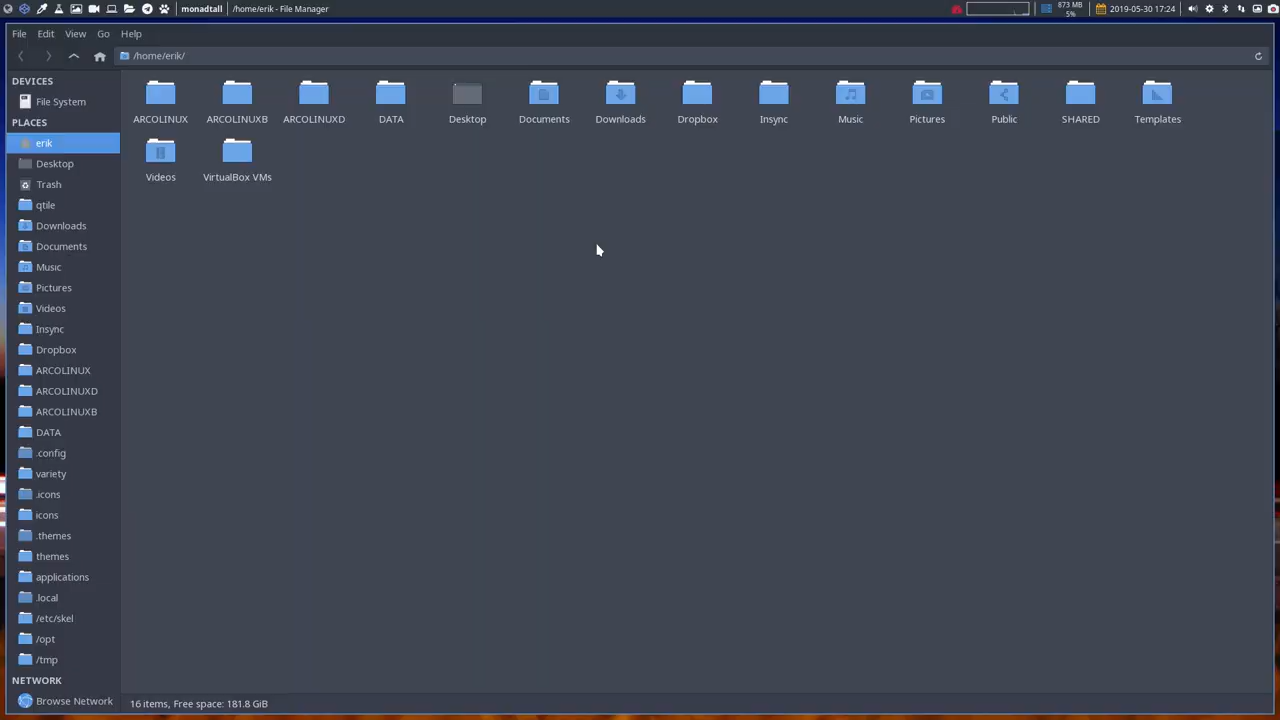 monadtall /home/erik - File Manager 873 MB 5% 2019-05-30 17:24
File Edit View Go Help
/home/erik/
DEVICES
File System
PLACES
erik
Desktop
Trash
qtile
Downloads
Documents
Music
Pictures
Videos
Insync
Dropbox
ARCOLINUX
ARCOLINUXD
ARCOLINUXB
DATA
.config
variety
.icons
icons
.themes
themes
applications
.local
/etc/skel
/opt
/tmp
NETWORK
Browse Network
ARCOLINUX ARCOLINUXB ARCOLINUXD DATA Desktop Documents Downloads Dropbox Insync Music Pictures Public SHARED Templates
Videos VirtualBox VMs
16 items, Free space: 181.8 GiB